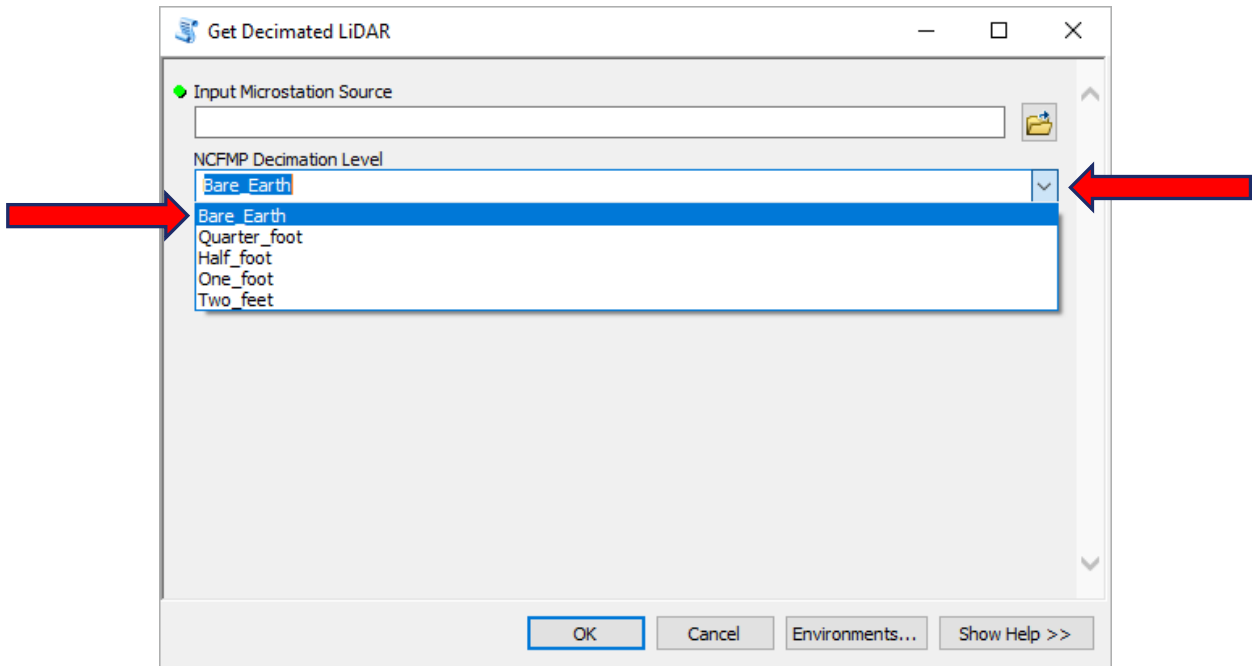 Get Decimated LiDAR
Input Microstation Source
NCFMP Decimation Level
Bare_Earth
Bare_Earth
Quarter_foot
Half_foot
One_foot
Two_feet
OK Cancel Environments... Show Help >>